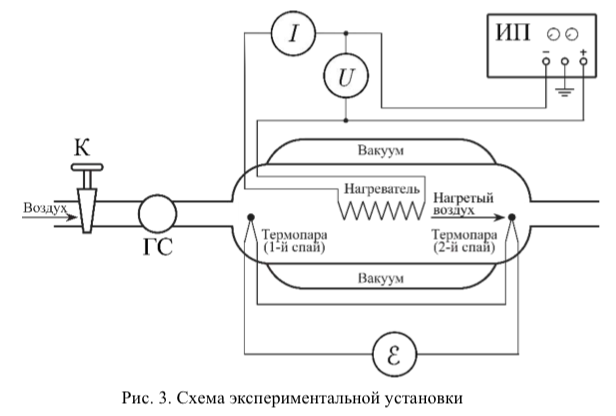 I
U
ИП
− +
К
Вакуум
Нагреватель
Нагретый
воздух
Воздух
ГС
Термопара
(1-й спай)
Термопара
(2-й спай)
Вакуум
ℰ
Рис. 3. Схема экспериментальной установки